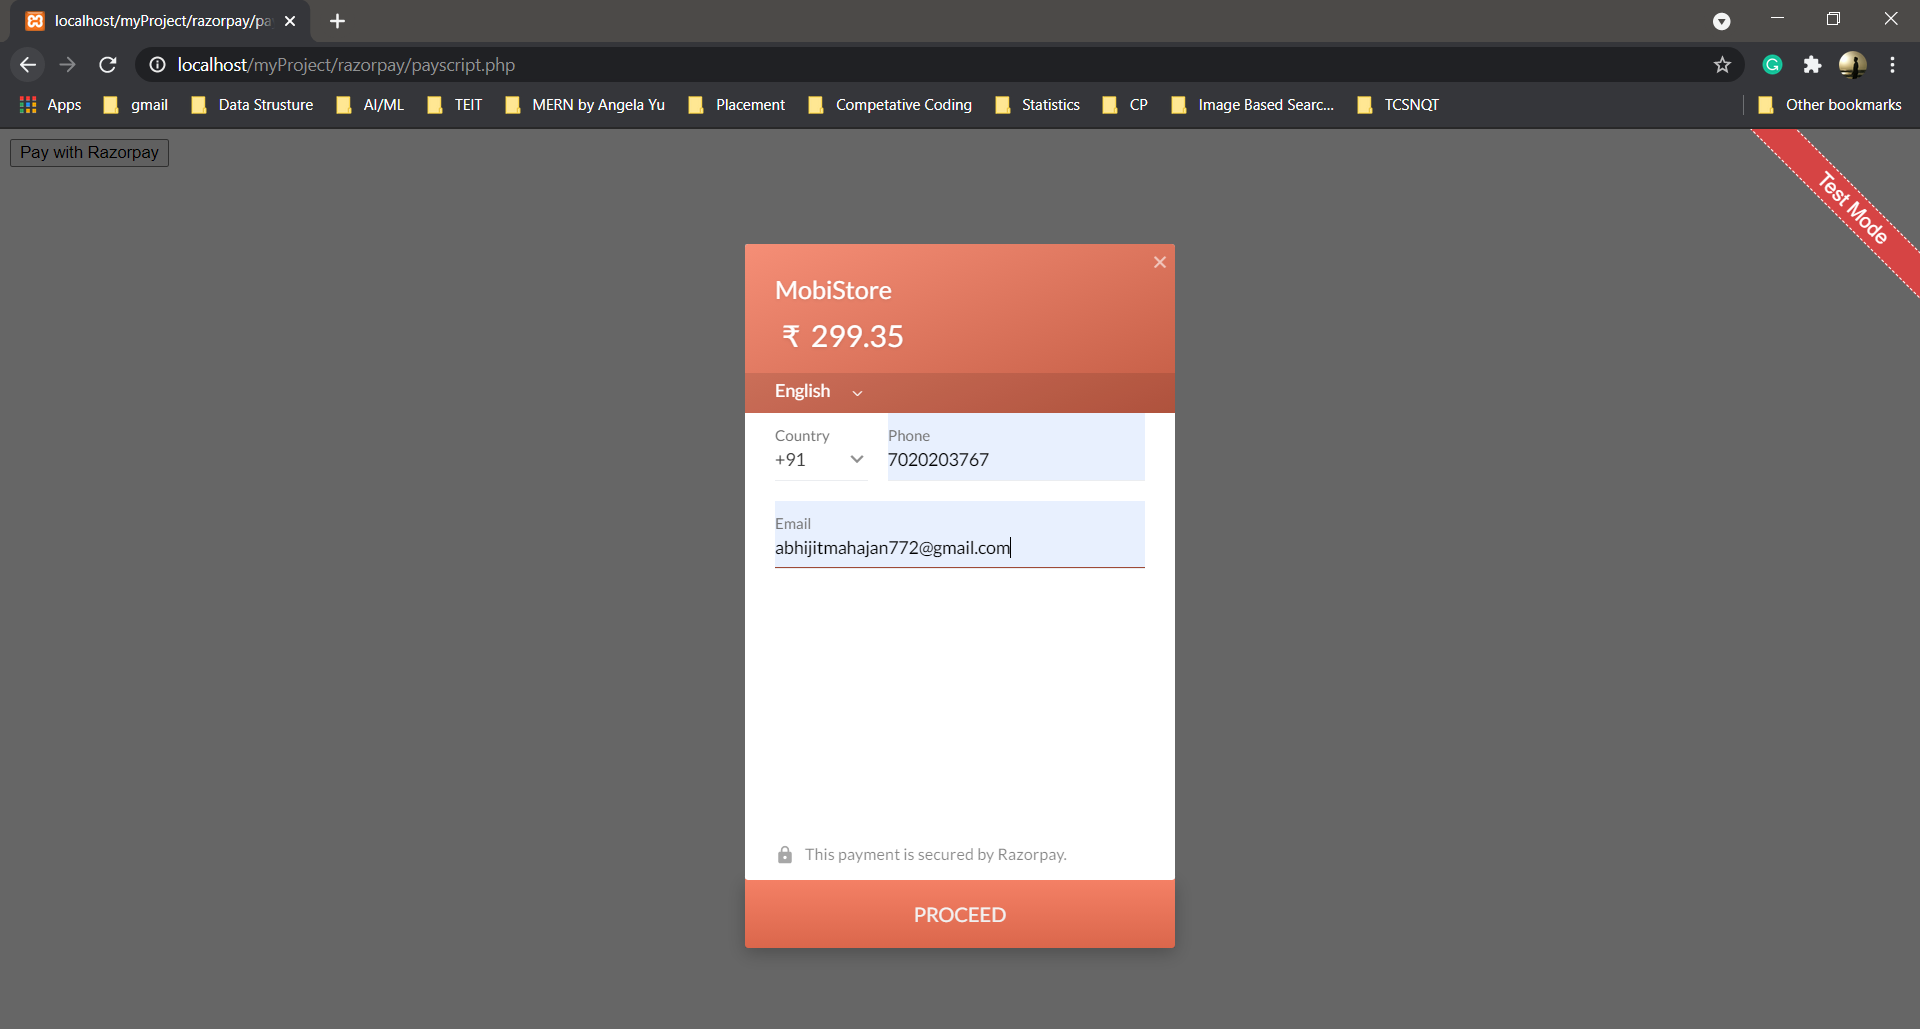 localhost/myProject/razorpay/pa
localhost/myProject/razorpay/payscript.php
Apps gmail Data Strusture AI/ML TEIT MERN by Angela Yu Placement Competative Coding Statistics CP Image Based Searc... TCSNQT Other bookmarks
Pay with Razorpay
Test Mode
MobiStore
₹ 299.35
English
Country Phone
+91 7020203767
Email
abhijitmahajan772@gmail.com
This payment is secured by Razorpay.
PROCEED